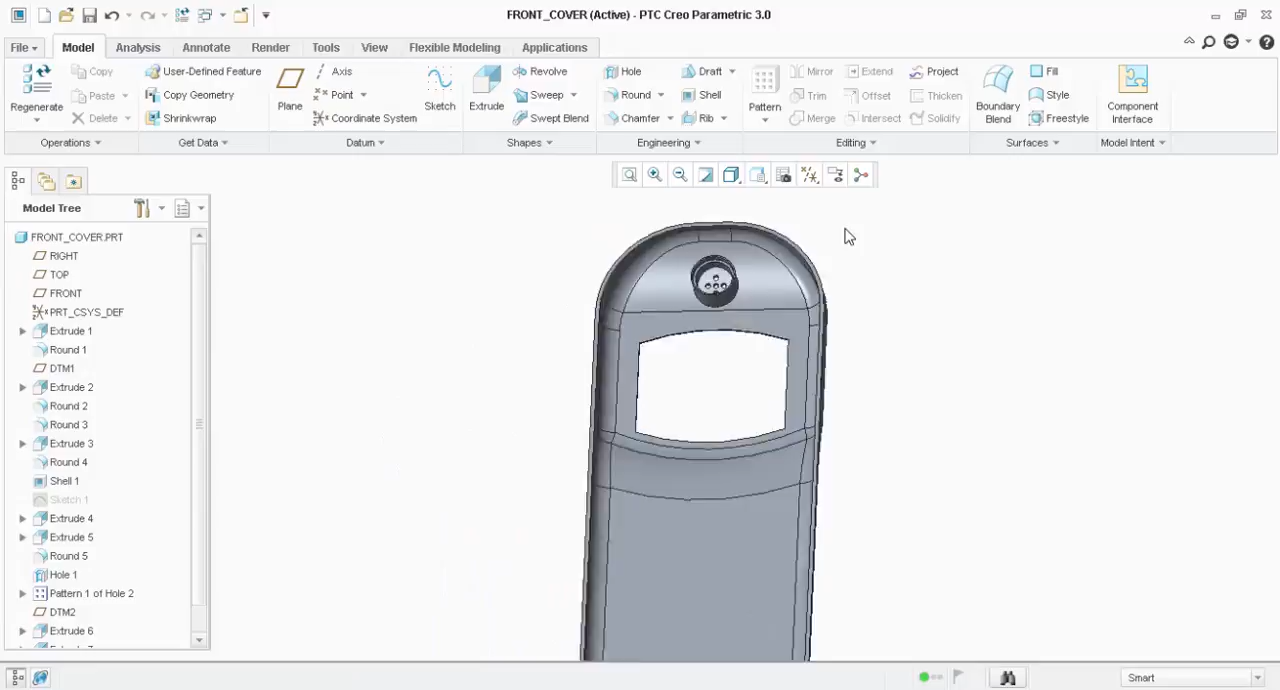 FRONT_COVER (Active) - PTC Creo Parametric 3.0
File Model Analysis Annotate Render Tools View Flexible Modeling Applications
Regenerate
Copy
Paste
Delete
Operations
User-Defined Feature
Copy Geometry
Shrinkwrap
Get Data
Plane
Axis
Point
Coordinate System
Sketch
Datum
Extrude
Revolve
Sweep
Swept Blend
Shapes
Hole
Round
Chamfer
Draft
Shell
Rib
Engineering
Pattern
Mirror
Trim
Merge
Extend
Offset
Intersect
Project
Thicken
Solidify
Editing
Boundary
Blend
Fill
Style
Freestyle
Surfaces
Component
Interface
Model Intent
Model Tree
FRONT_COVER.PRT
RIGHT
TOP
FRONT
PRT_CSYS_DEF
Extrude 1
Round 1
DTM1
Extrude 2
Round 2
Round 3
Extrude 3
Round 4
Shell 1
Sketch 1
Extrude 4
Extrude 5
Round 5
Hole 1
Pattern 1 of Hole 2
DTM2
Extrude 6
Smart